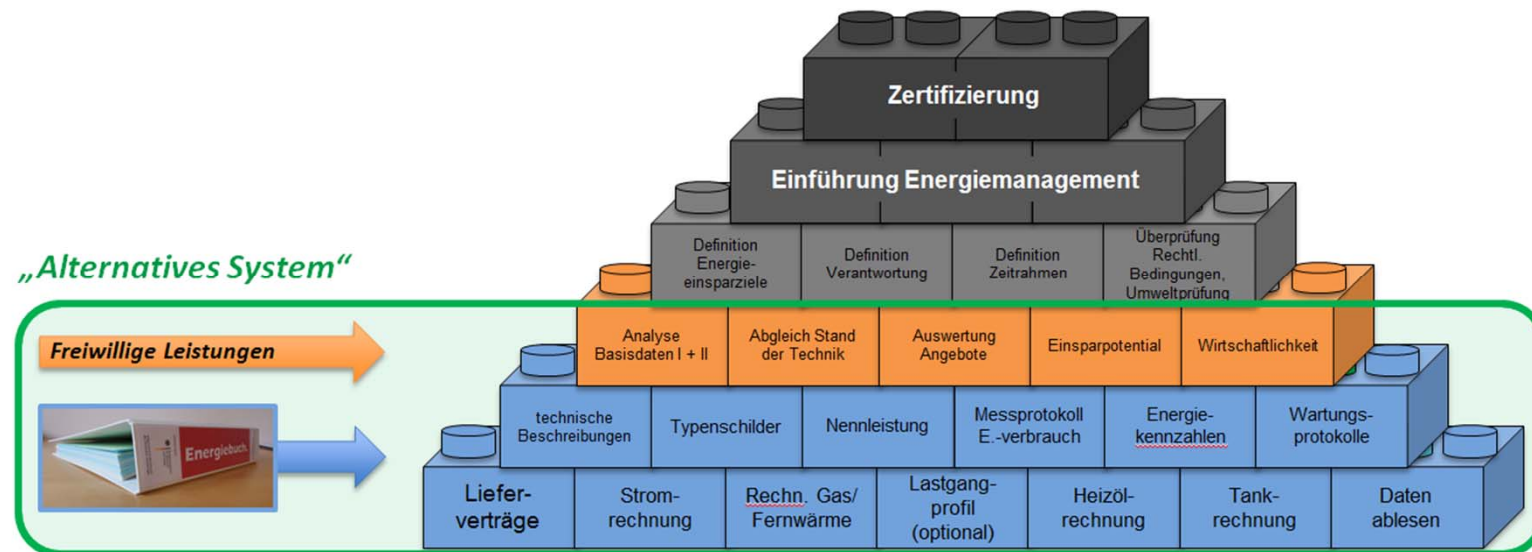 Zertifizierung
Einführung Energiemanagement
Definition
Energie-
einsparziele
Definition
Verantwortung
Definition
Zeitrahmen
Überprüfung
Rechtl.
Bedingungen,
Umweltprüfung
„Alternatives System“
Freiwillige Leistungen
Analyse
Basisdaten I + II
Abgleich Stand
der Technik
Auswertung
Angebote
Einsparpotential
Wirtschaftlichkeit
technische
Beschreibungen
Typenschilder
Nennleistung
Messprotokoll
E.-verbrauch
Energie-
kennzahlen
Wartungs-
protokolle
Energiebuch.
Liefer-
verträge
Strom-
rechnung
Rechn. Gas/
Fernwärme
Lastgang-
profil
(optional)
Heizöl-
rechnung
Tank-
rechnung
Daten
ablesen